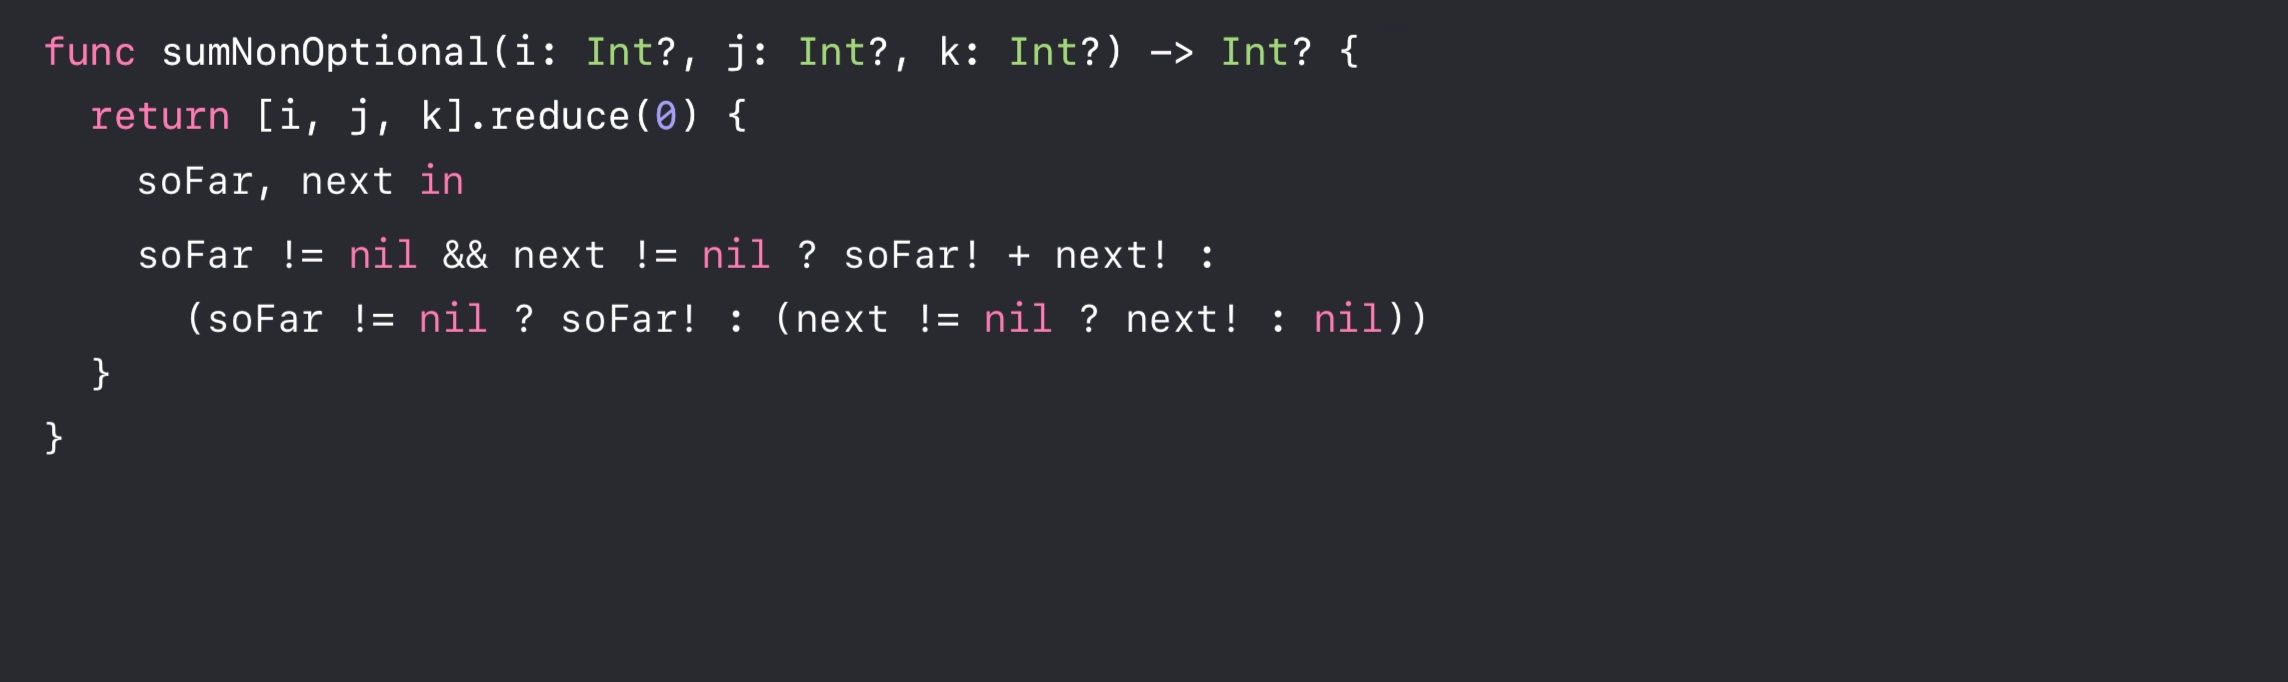 func sumNonOptional(i: Int?, j: Int?, k: Int?) -> Int? {
  return [i, j, k].reduce(0) {
    soFar, next in
    soFar != nil && next != nil ? soFar! + next! :
      (soFar != nil ? soFar! : (next != nil ? next! : nil))
  }
}